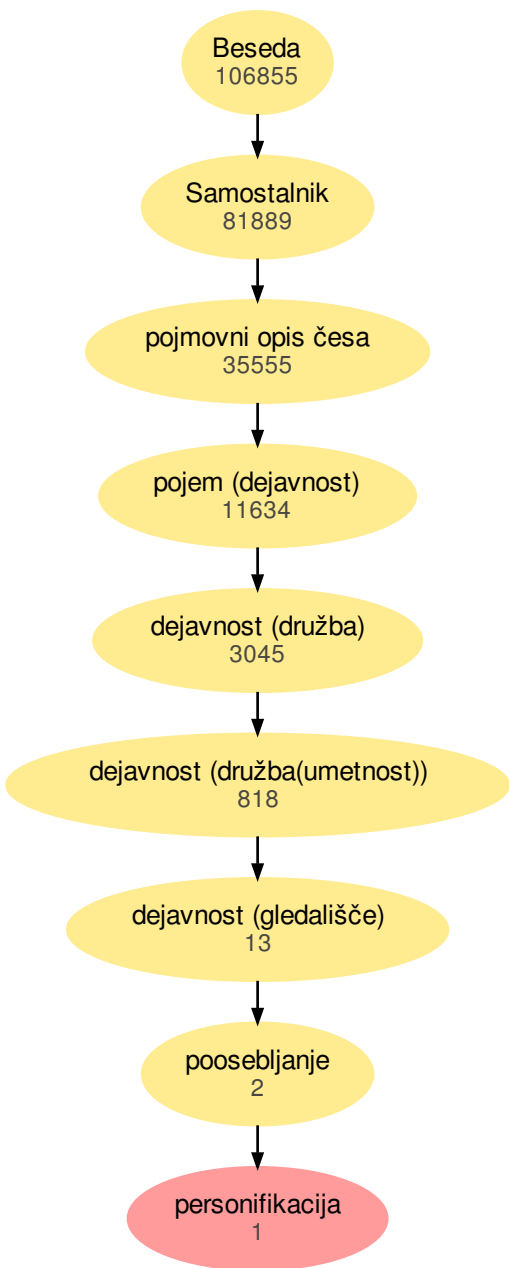 Beseda
106855
Samostalnik
81889
pojmovni opis česa
35555
pojem (dejavnost)
11634
dejavnost (družba)
3045
dejavnost (družba(umetnost))
818
dejavnost (gledališče)
13
poosebljanje
2
personifikacija
1